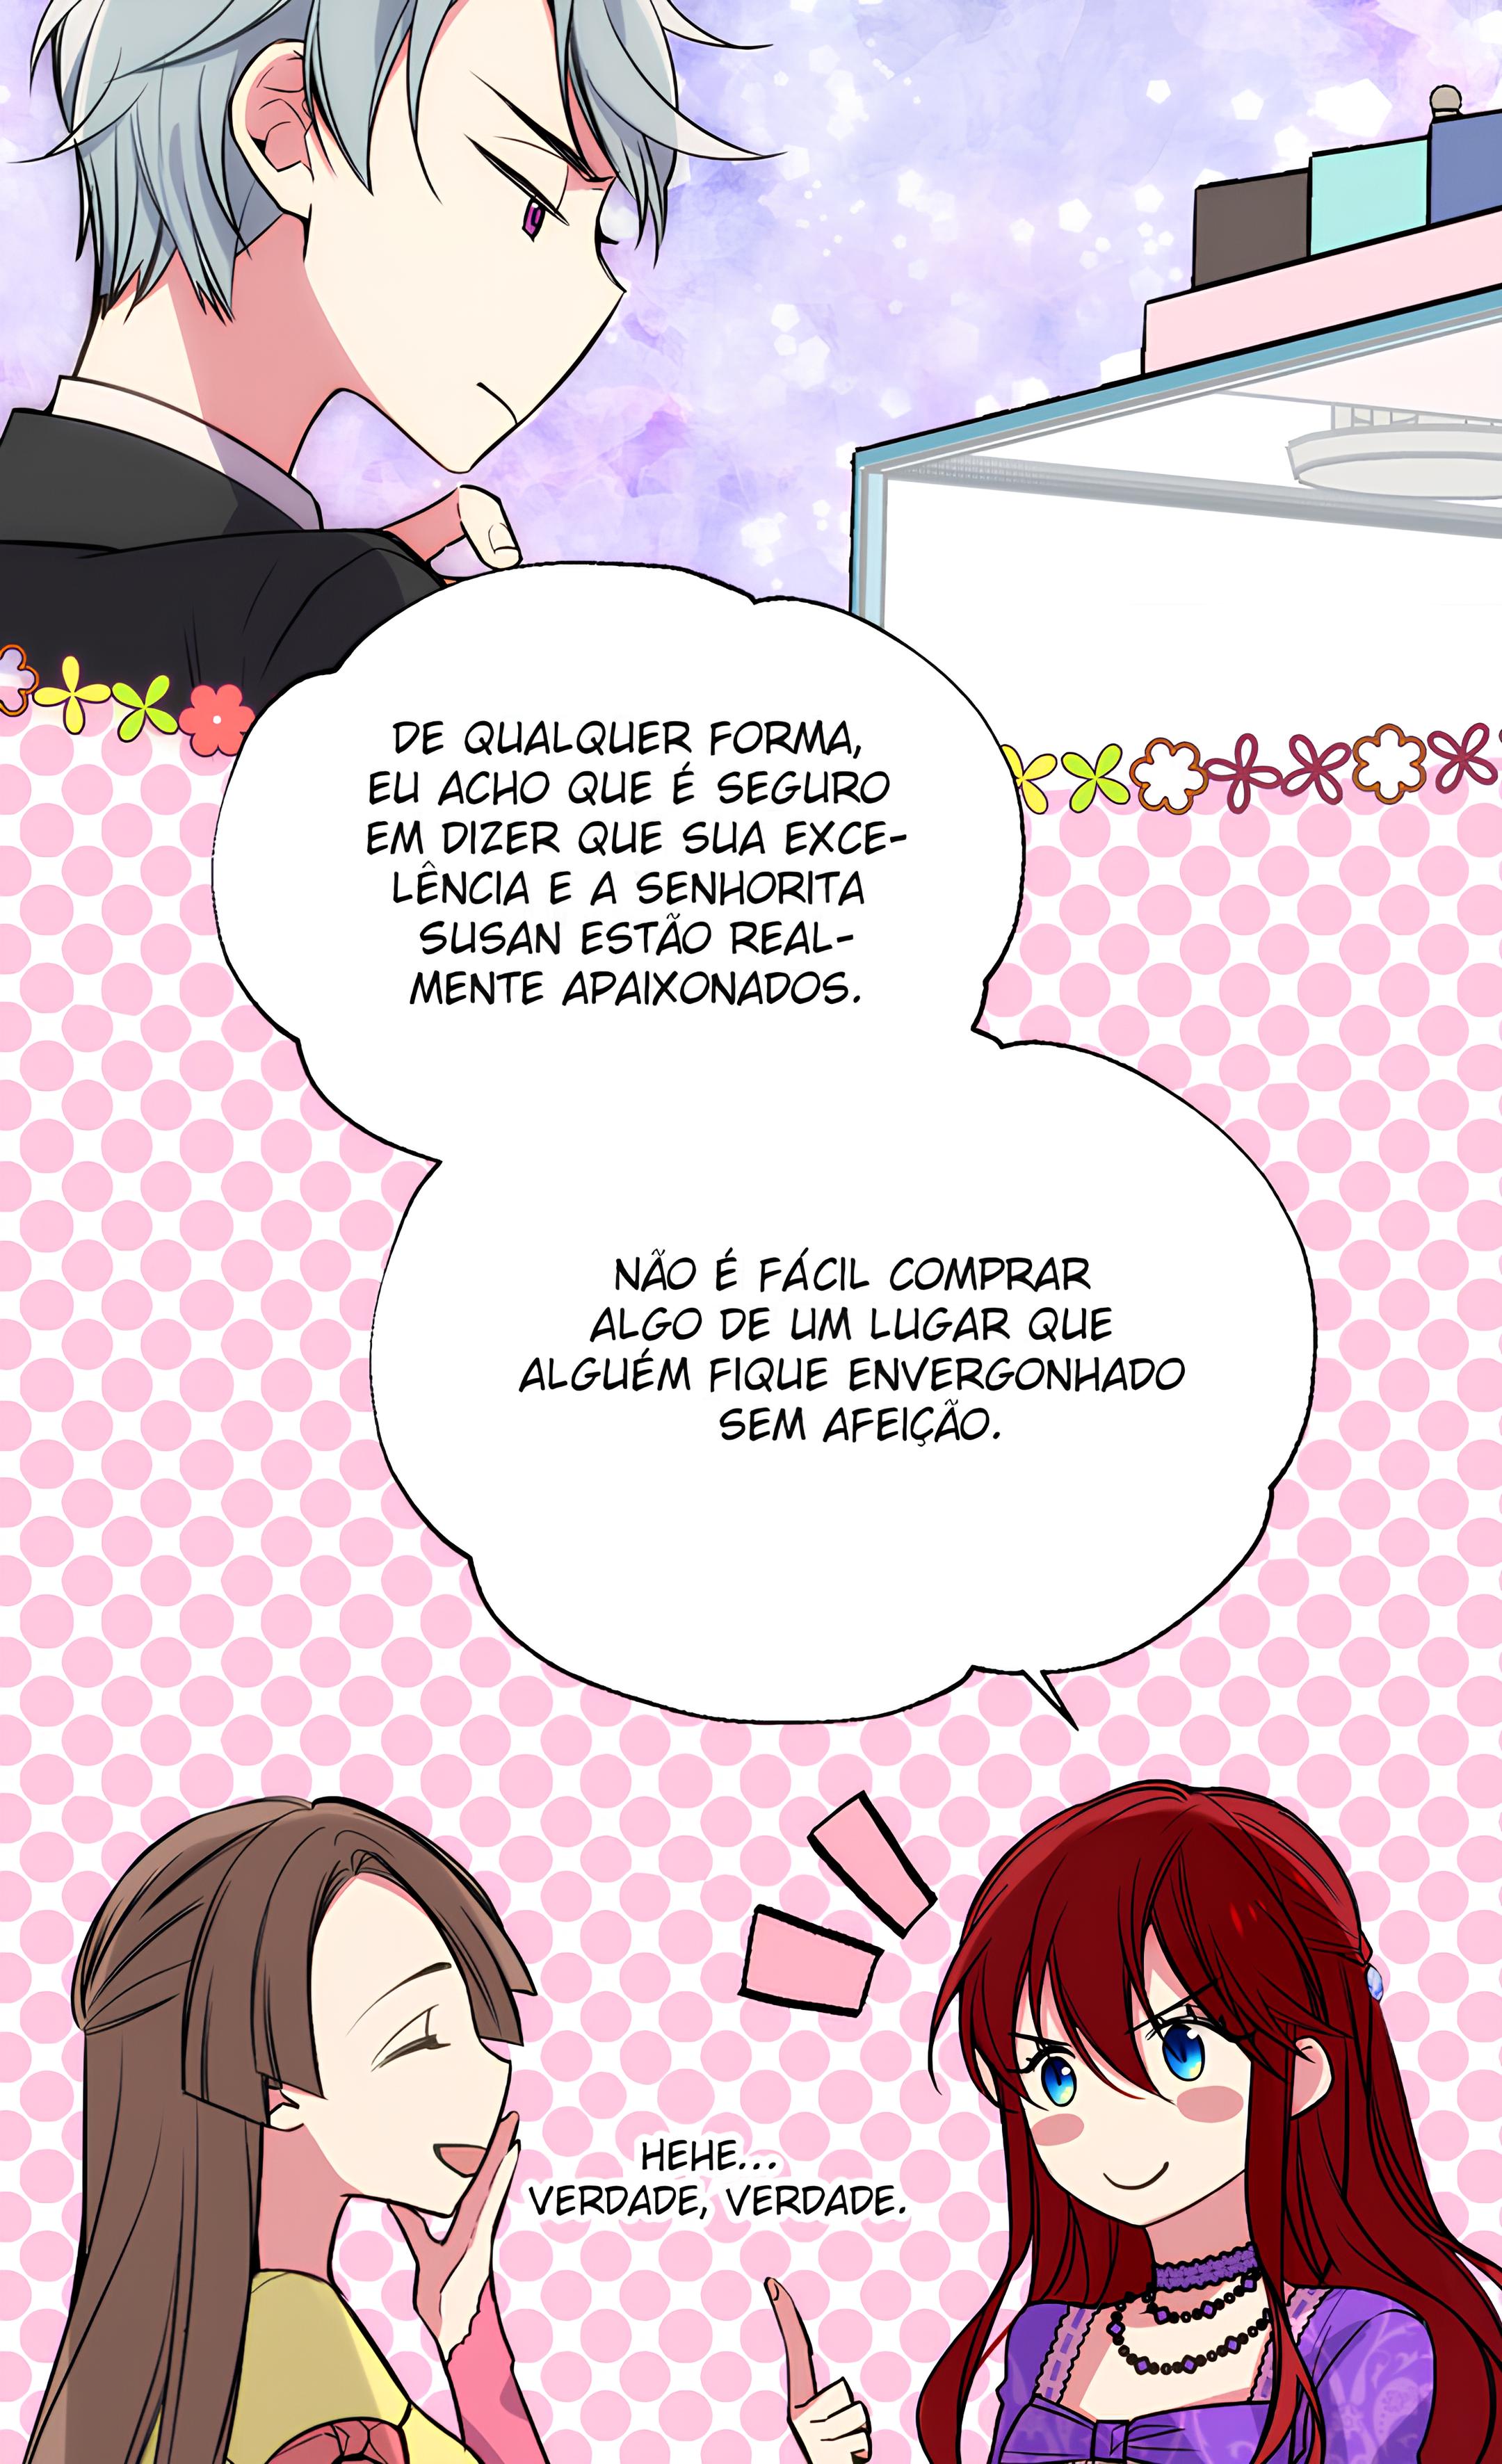 DE QUALQUER FORMA,
EU ACHO QUE É SEGURO
EM DIZER QUE SUA EXCE-
LÊNCIA E A SENHORITA
SUSAN ESTÃO REAL-
MENTE APAIXONADOS.
NÃO É FÁCIL COMPRAR
ALGO DE UM LUGAR QUE
ALGUÉM FIQUE ENVERGONHADO
SEM AFEIÇÃO.
HEHE...
VERDADE, VERDADE.